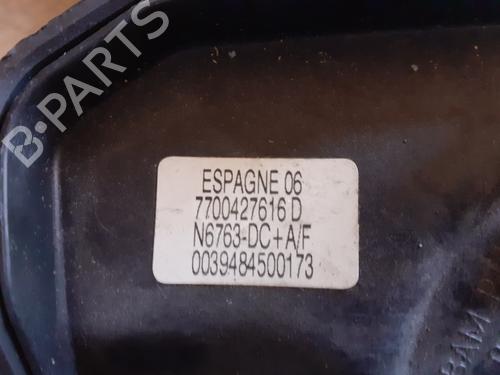 B-PARTS
ESPAGNE 06
7700427616 D
N6763-DC+A/F
0039484500173